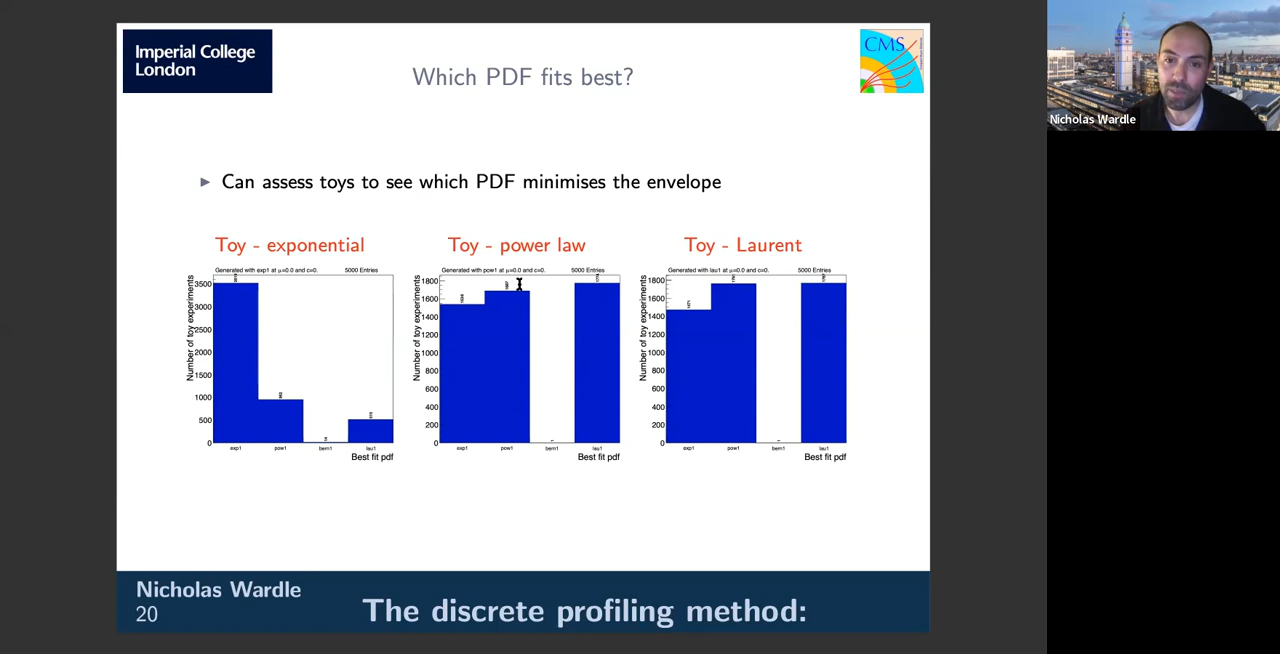 Imperial College
London
Which PDF fits best?
CMS
Nicholas Wardle
► Can assess toys to see which PDF minimises the envelope
Toy - exponential
Generated with exp1 at μ=0.0 and c=0.
5000 Entries
Number of toy experiments
3500
3000
2500
2000
1500
1000
500
0
exp1
pow1
bern1
lau1
Best fit pdf
Toy - power law
Generated with pow1 at μ=0.0 and c=0.
5000 Entries
Number of toy experiments
1800
1600
1400
1200
1000
800
600
400
200
0
1
exp1
pow1
bern1
lau1
Best fit pdf
Toy - Laurent
Generated with lau1 at μ=0.0 and c=0.
5000 Entries
Number of toy experiments
1800
1600
1400
1200
1000
800
600
400
200
0
1471
1
exp1
pow1
bern1
lau1
Best fit pdf
Nicholas Wardle
20
The discrete profiling method: